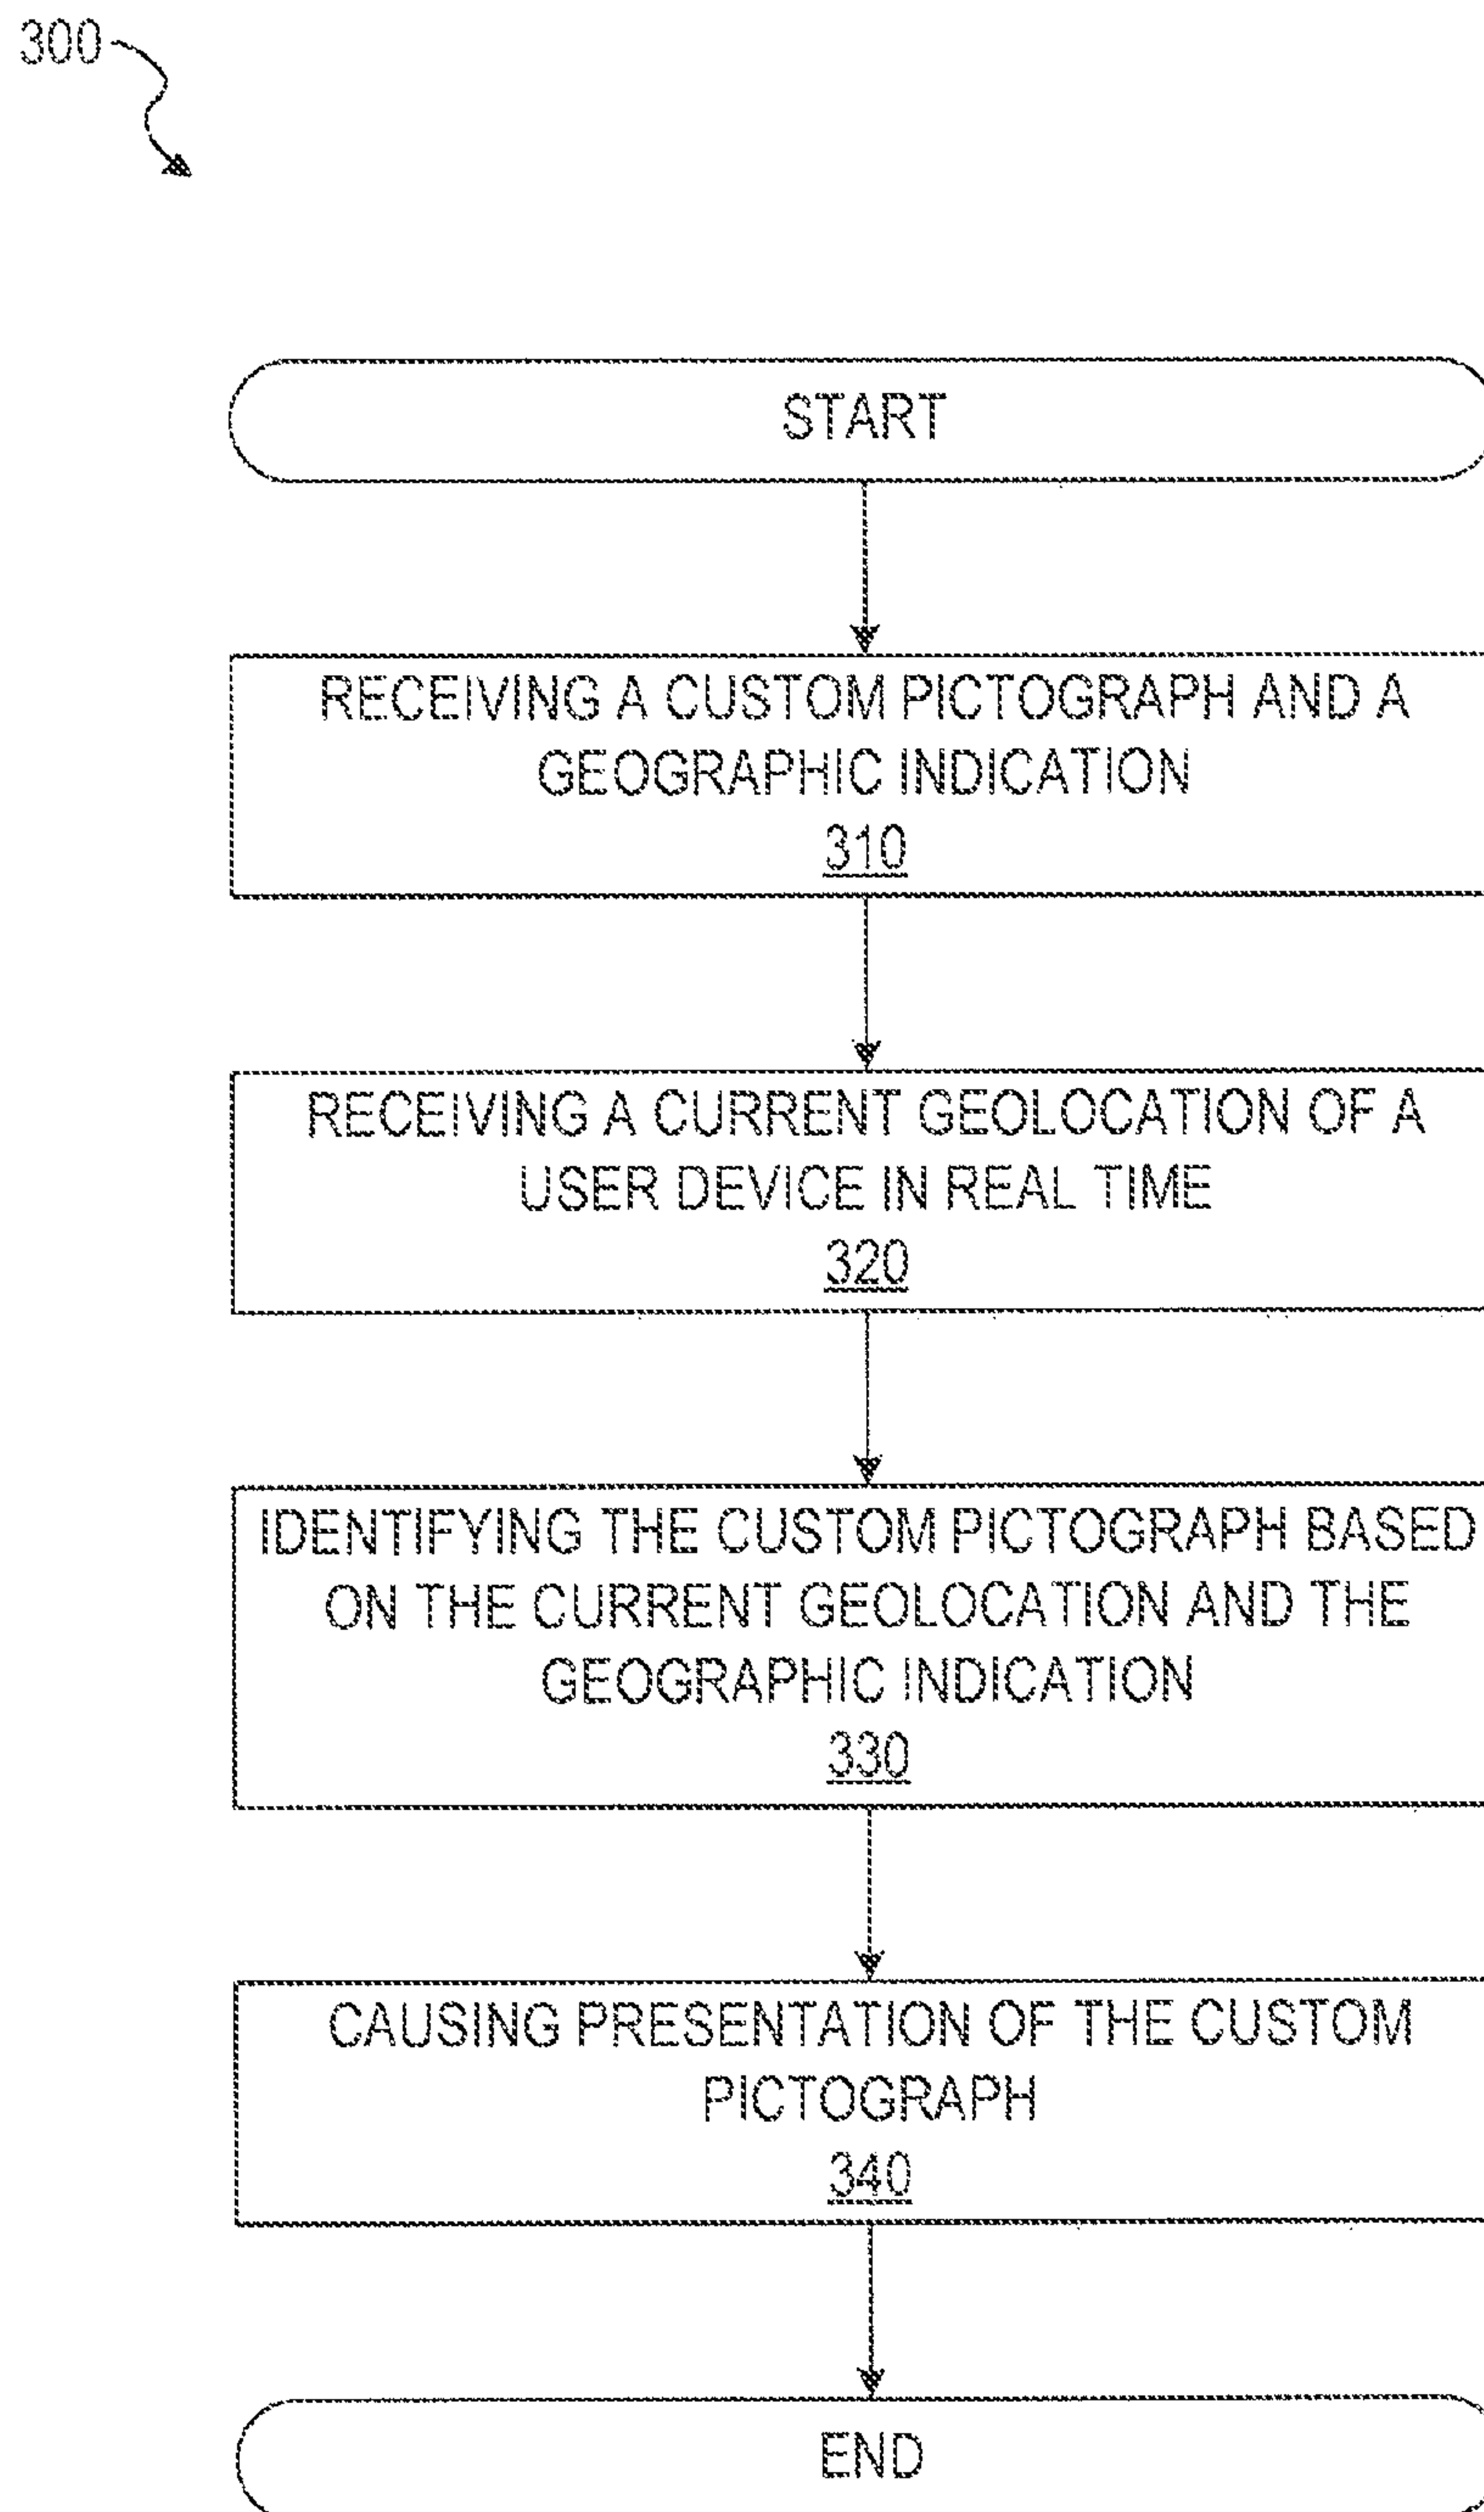 300
START
RECEIVING A CUSTOM PICTOGRAPH AND A
GEOGRAPHIC INDICATION
310
RECEIVING A CURRENT GEOLOCATION OF A
USER DEVICE IN REAL TIME
320
IDENTIFYING THE CUSTOM PICTOGRAPH BASED
ON THE CURRENT GEOLOCATION AND THE
GEOGRAPHIC INDICATION
330
CAUSING PRESENTATION OF THE CUSTOM
PICTOGRAPH
340
END